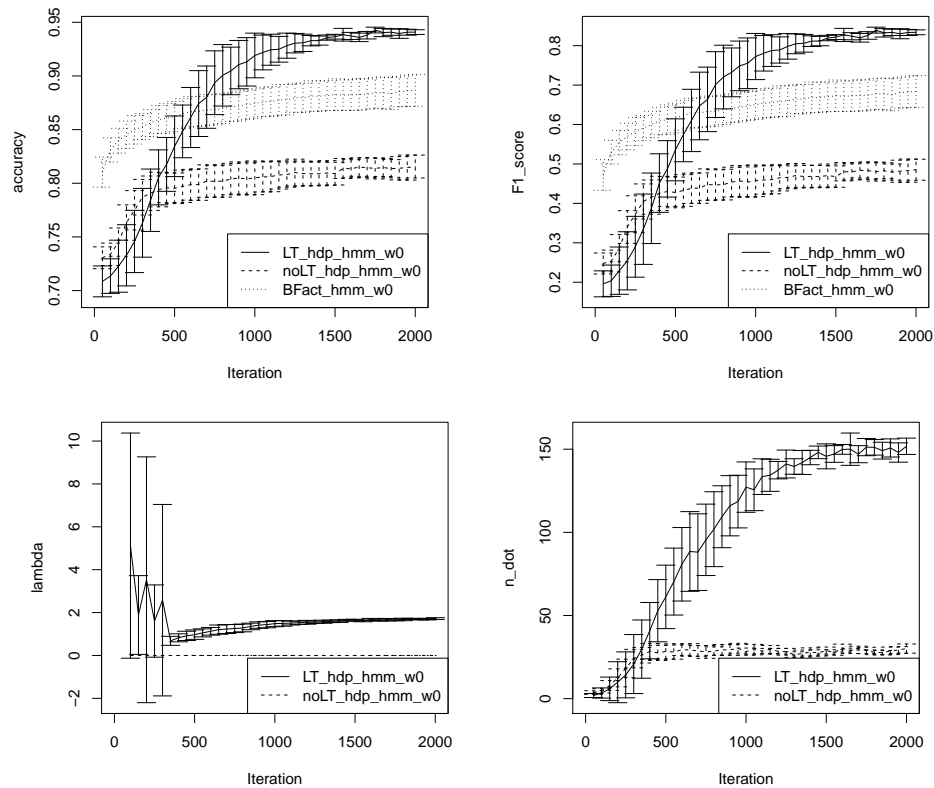 accuracy
0.70
0.75
0.80
0.85
0.90
0.95
0
500
1000
1500
2000
Iteration
LT_hdp_hmm_w0
noLT_hdp_hmm_w0
BFact_hmm_w0
F1_score
0.2
0.3
0.4
0.5
0.6
0.7
0.8
0
500
1000
1500
2000
Iteration
LT_hdp_hmm_w0
noLT_hdp_hmm_w0
BFact_hmm_w0
lambda
−2
0
2
4
6
8
10
0
500
1000
1500
2000
Iteration
LT_hdp_hmm_w0
noLT_hdp_hmm_w0
n_dot
0
50
100
150
0
500
1000
1500
2000
Iteration
LT_hdp_hmm_w0
noLT_hdp_hmm_w0